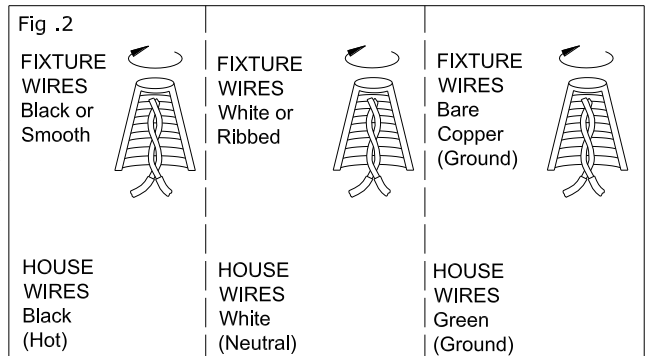 Fig .2
FIXTURE
WIRES
Black or
Smooth
HOUSE
WIRES
Black
(Hot)
FIXTURE
WIRES
White or
Ribbed
HOUSE
WIRES
White
(Neutral)
FIXTURE
WIRES
Bare
Copper
(Ground)
HOUSE
WIRES
Green
(Ground)